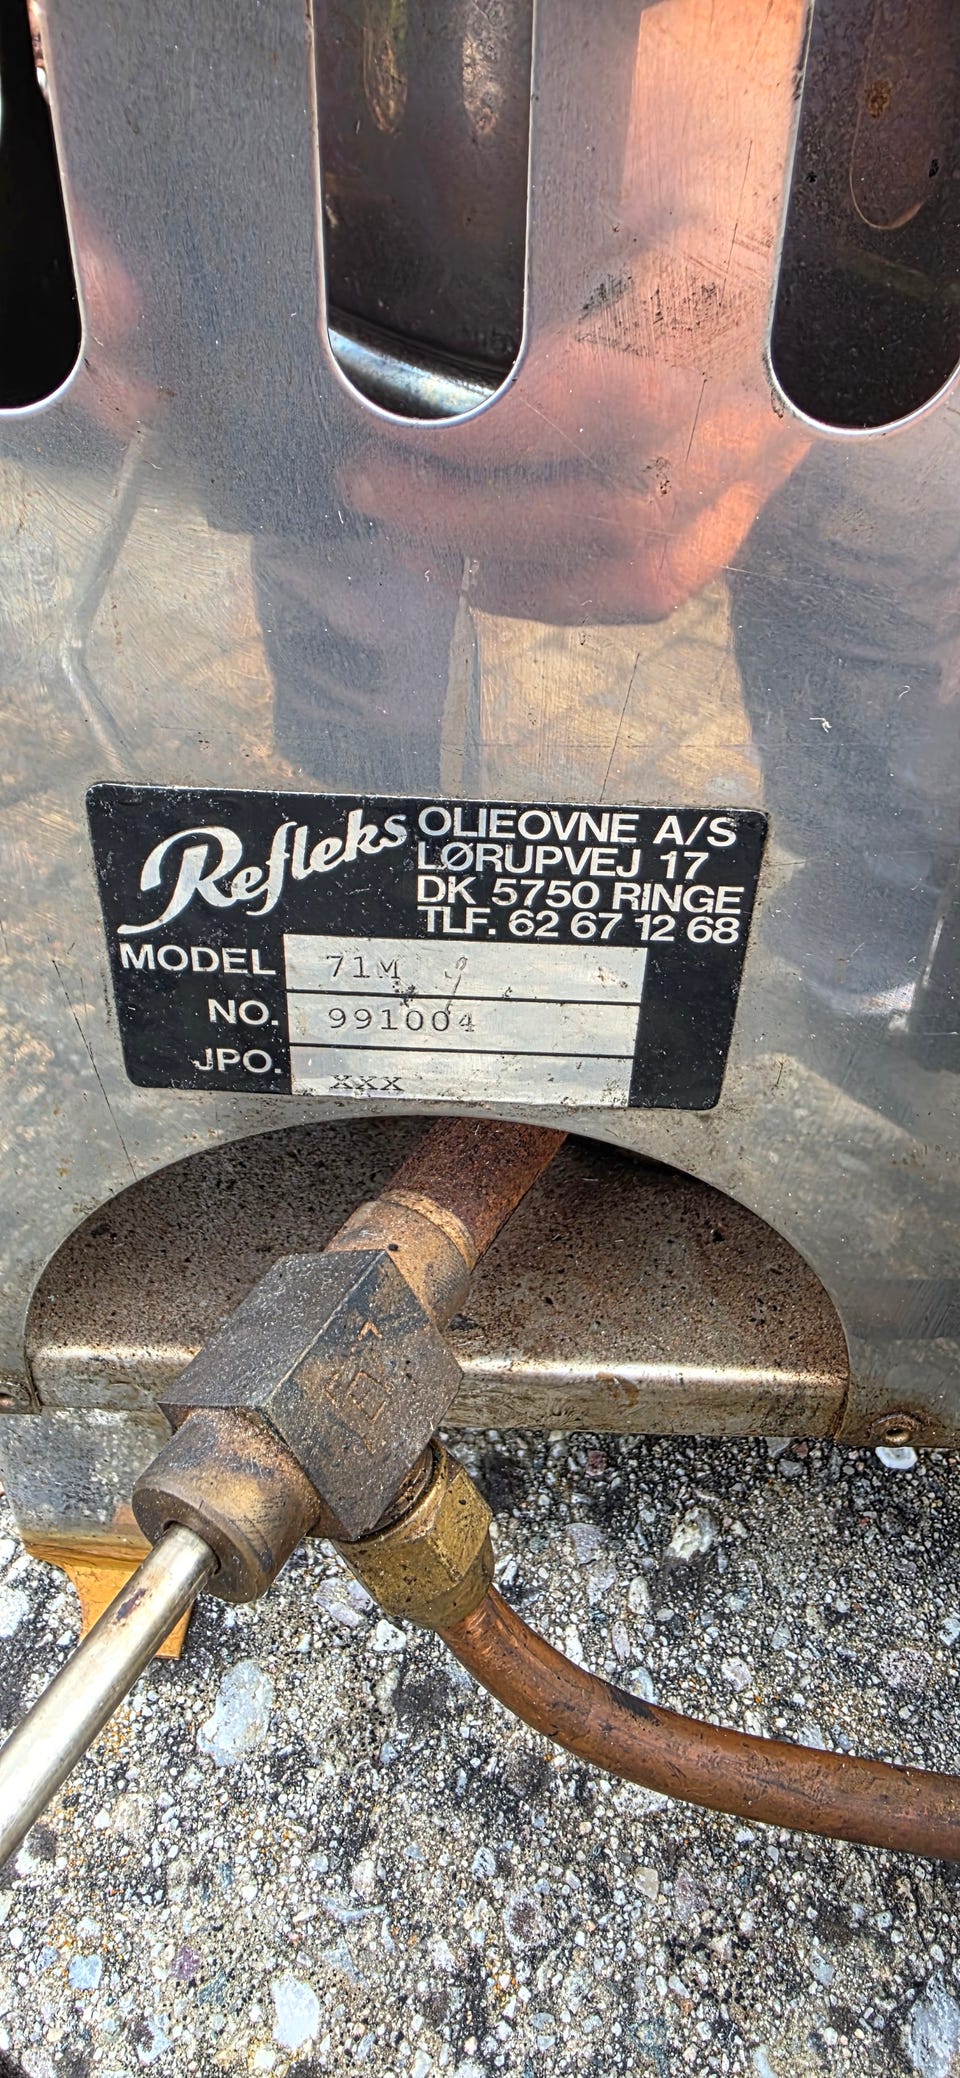 Refleks
OLIEOVNE A/S
LØRUPVEJ 17
DK 5750 RINGE
TLF. 62 67 12 68
MODEL 71M
NO. 991004
JPO. XXX